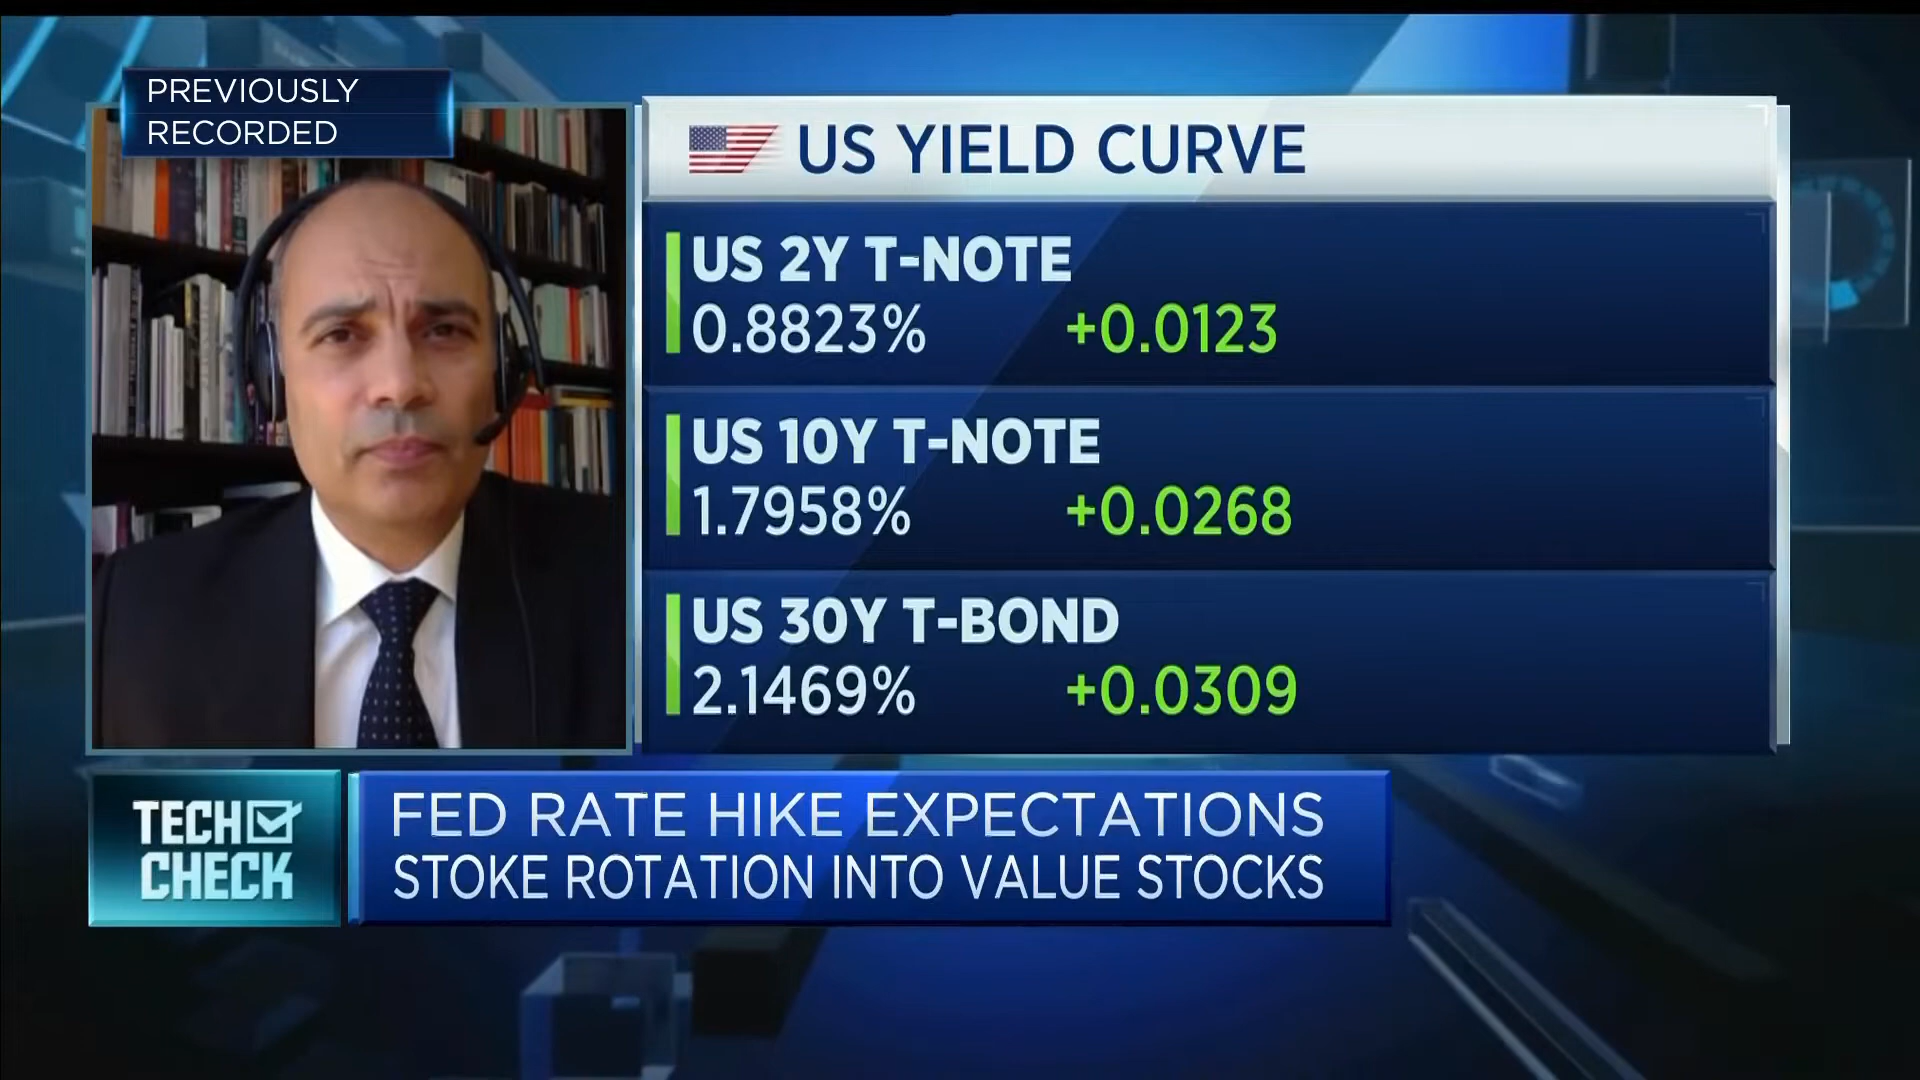 PREVIOUSLY
RECORDED
US YIELD CURVE
US 2Y T-NOTE
0.8823% +0.0123
US 10Y T-NOTE
1.7958% +0.0268
US 30Y T-BOND
2.1469% +0.0309
TECH
CHECK
FED RATE HIKE EXPECTATIONS
STOKE ROTATION INTO VALUE STOCKS